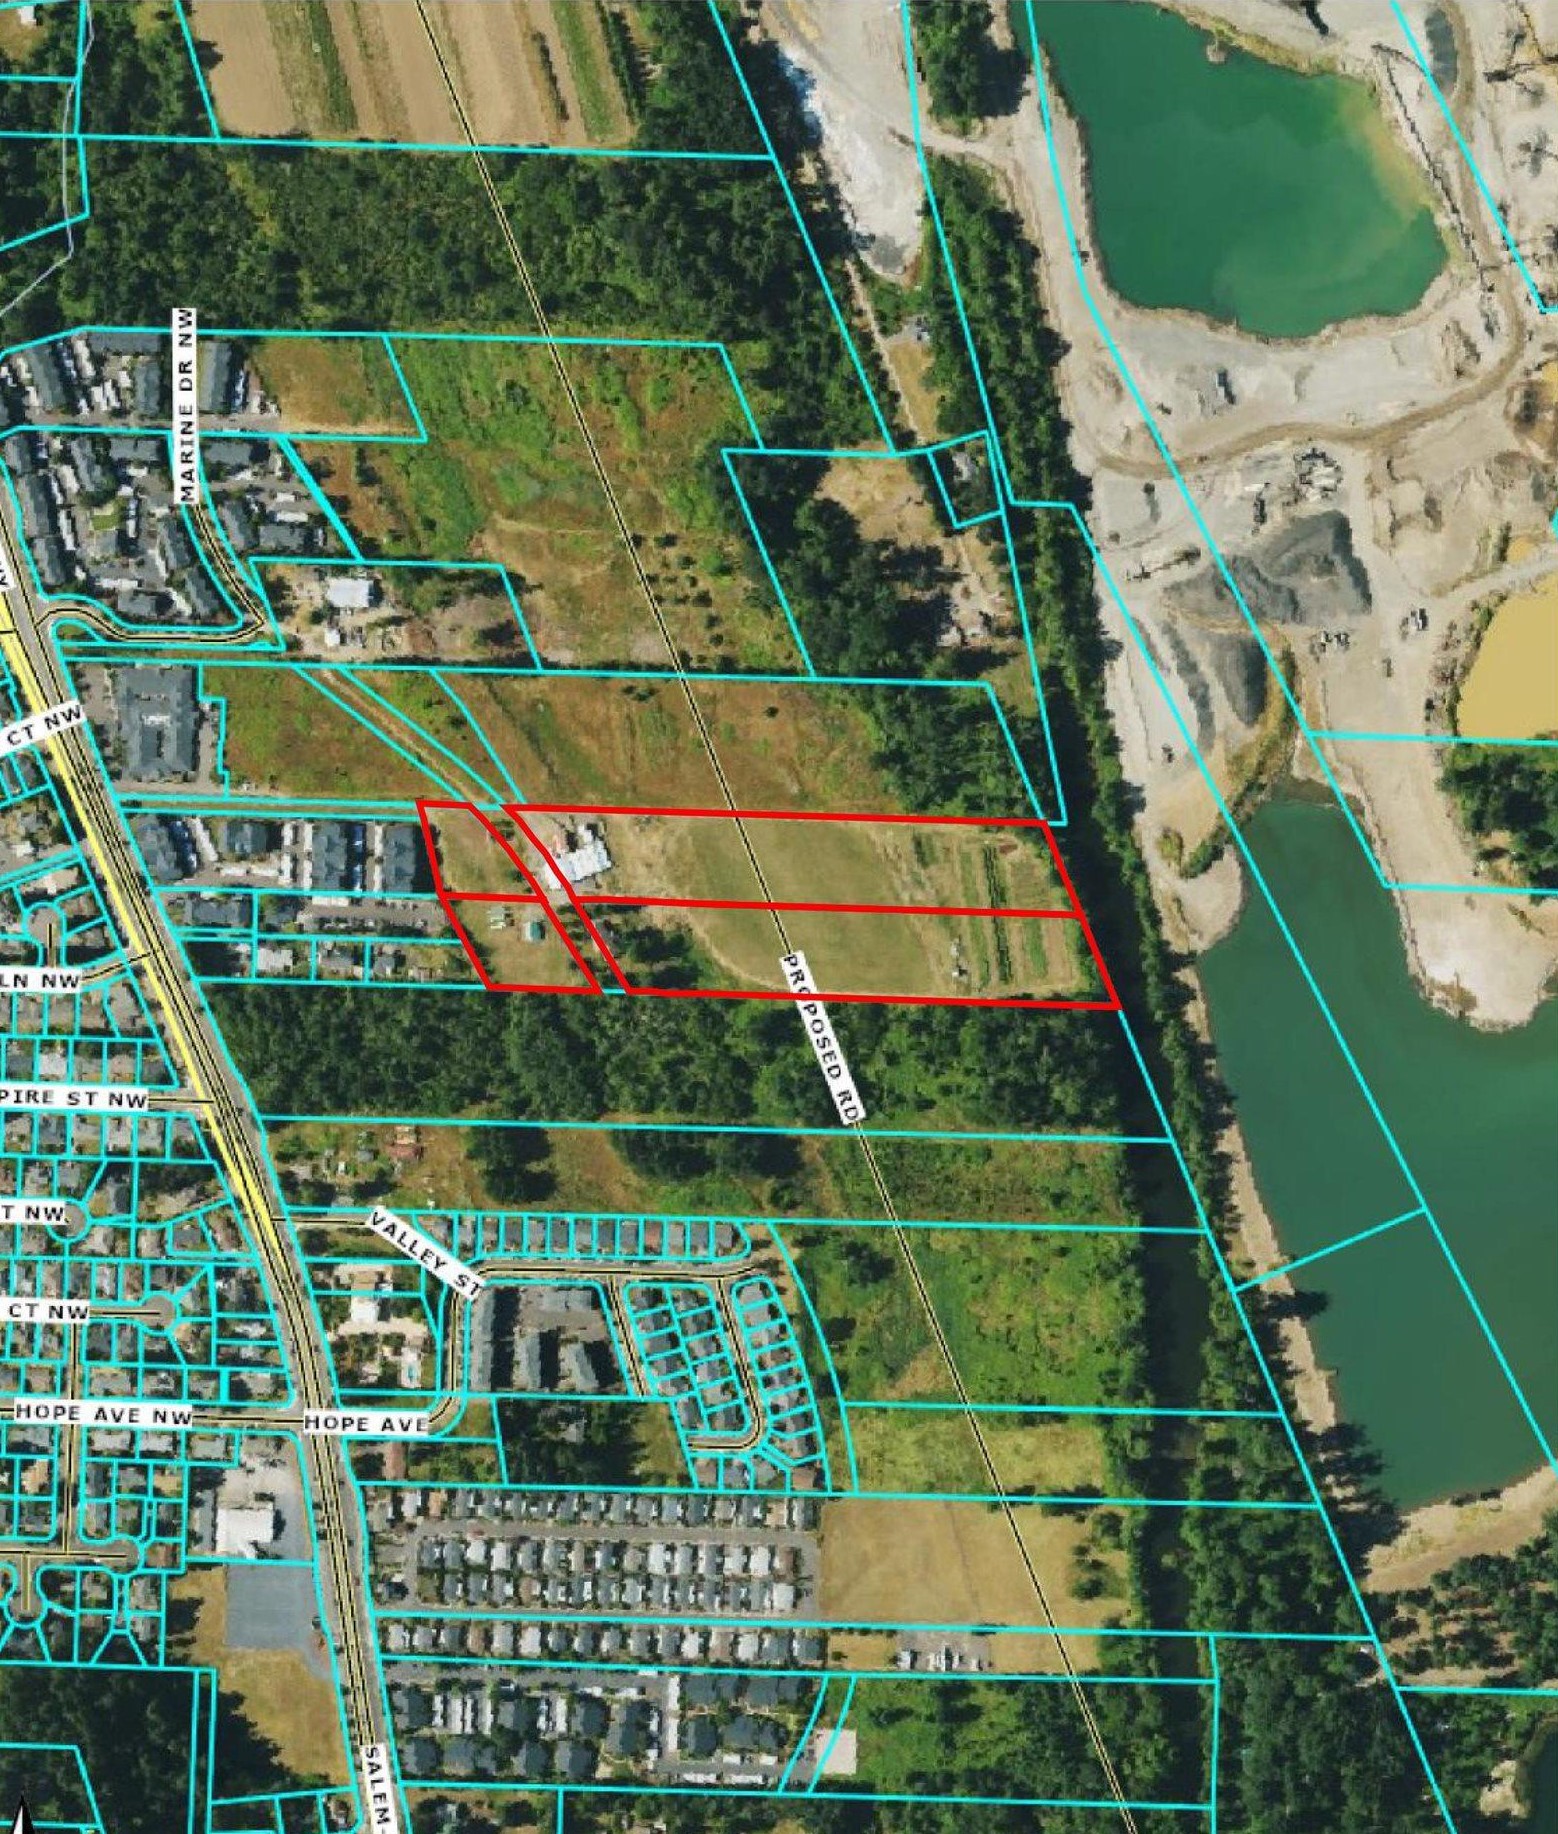 MARINE DR NW
CT NW
LN NW
PROPOSED RD
PIRE ST NW
T NW
VALLEY ST
CT NW
HOPE AVE NW
HOPE AVE
SALEM-